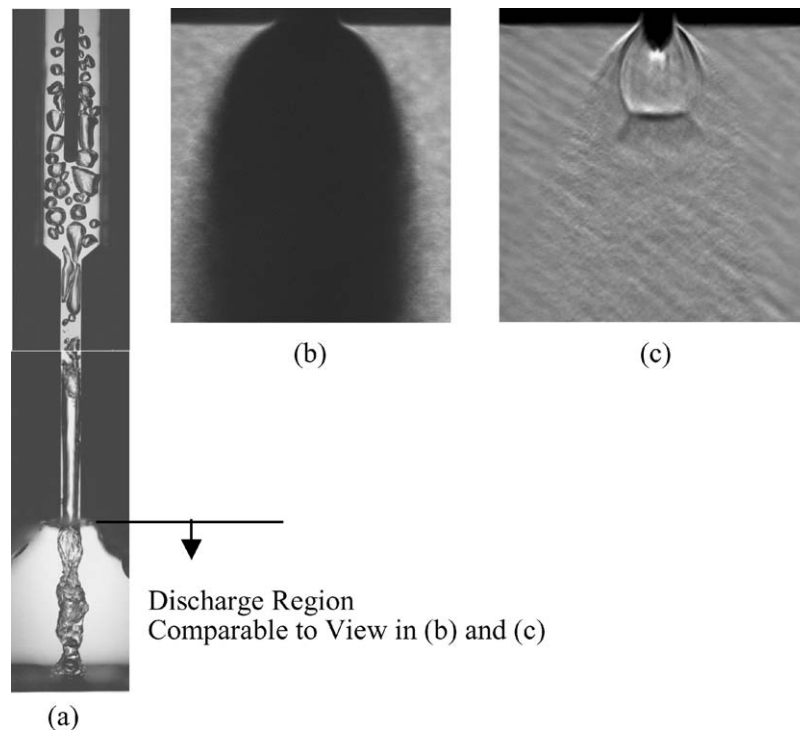 (b)
(c)
Discharge Region
Comparable to View in (b) and (c)
(a)